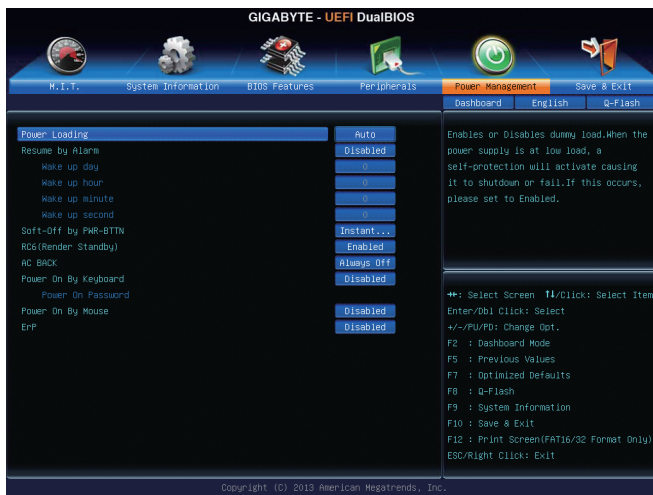 GIGABYTE - UEFI DualBIOS
M.I.T. System Information BIOS Features Peripherals Power Management Save & Exit
Dashboard English Q-Flash
Power Loading Auto
Resume by Alarm Disabled
Wake up day 0
Wake up hour 0
Wake up minute 0
Wake up second 0
Soft-Off by PWR-BTTN Instant...
RC6(Render Standby) Enabled
AC BACK Always Off
Power On By Keyboard Disabled
Power On Password
Power On By Mouse Disabled
ErP Disabled
Enables or Disables dummy load.When the
power supply is at low load, a
self-protection will activate causing
it to shutdown or fail.If this occurs,
please set to Enabled.
→←: Select Screen ↑↓/Click: Select Item
Enter/Dbl Click: Select
+/-/PU/PD: Change Opt.
F2 : Dashboard Mode
F5 : Previous Values
F7 : Optimized Defaults
F8 : Q-Flash
F9 : System Information
F10 : Save & Exit
F12 : Print Screen(FAT16/32 Format Only)
ESC/Right Click: Exit
Copyright (C) 2013 American Megatrends, Inc.